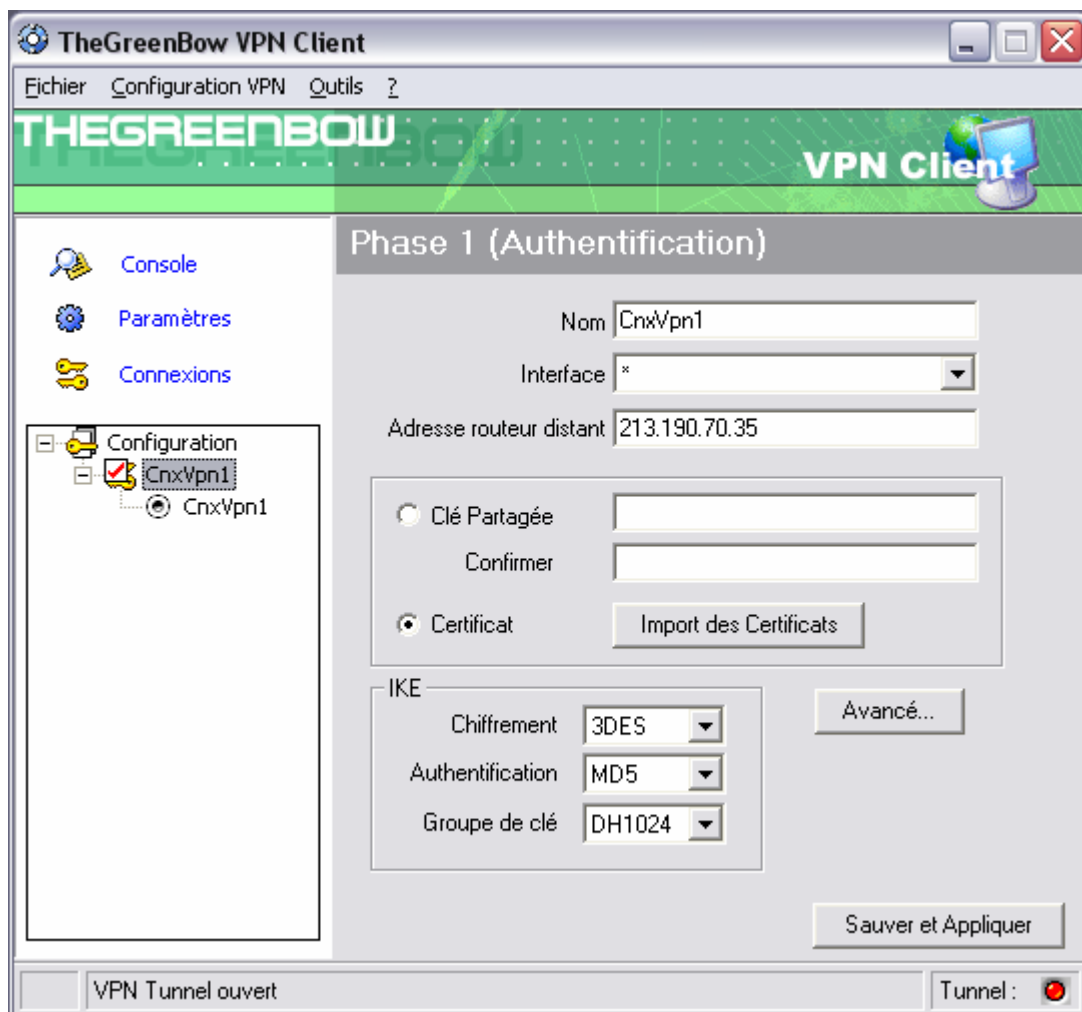 TheGreenBow VPN Client
Fichier Configuration VPN Outils ?
THEGREENBOW
VPN Client
Console
Paramètres
Connexions
Configuration
CnxVpn1
CnxVpn1
Phase 1 (Authentification)
Nom CnxVpn1
Interface *
Adresse routeur distant 213.190.70.35
Clé Partagée
Confirmer
Certificat Import des Certificats
IKE
Chiffrement 3DES
Authentification MD5
Groupe de clé DH1024
Avancé...
Sauver et Appliquer
VPN Tunnel ouvert Tunnel :